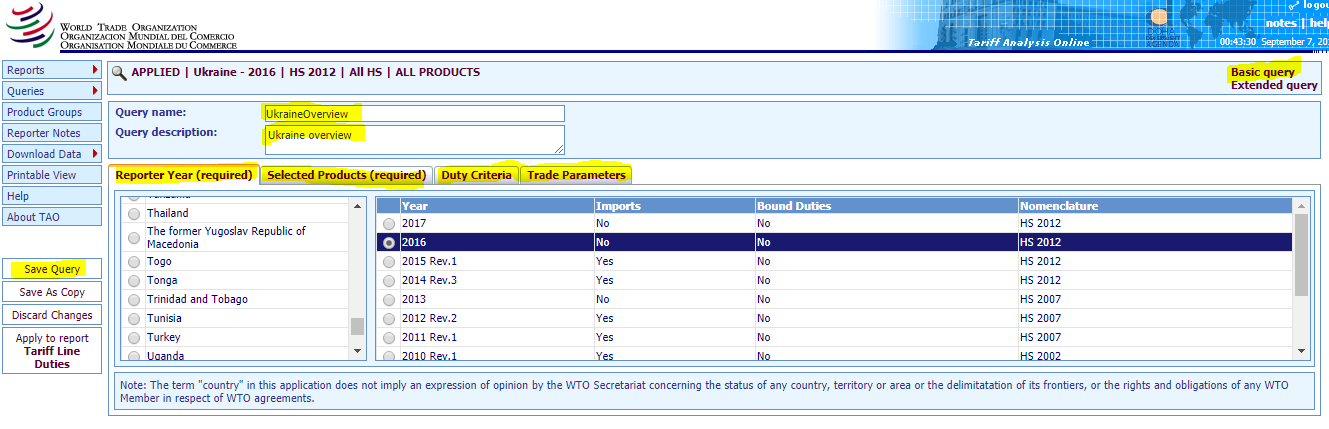 WORLD TRADE ORGANIZATION
ORGANIZACIÓN MUNDIAL DEL COMERCIO
ORGANISATION MONDIALE DU COMMERCE
logou
notes | help
DOHA
DEVELOPMENT
AGENDA
Tariff Analysis Online
00:43:30 September 7, 20
Reports
Queries
Product Groups
Reporter Notes
Download Data
Printable View
Help
About TAO
Save Query
Save As Copy
Discard Changes
Apply to report
Tariff Line
Duties
APPLIED | Ukraine - 2016 | HS 2012 | All HS | ALL PRODUCTS
Basic query
Extended query
Query name: UkraineOverview
Query description: Ukraine overview
Reporter Year (required) Selected Products (required) Duty Criteria Trade Parameters
Tanzania
Thailand
The former Yugoslav Republic of
Macedonia
Togo
Tonga
Trinidad and Tobago
Tunisia
Turkey
Uganda
Year Imports Bound Duties Nomenclature
2017 No No HS 2012
2016 No No HS 2012
2015 Rev.1 Yes No HS 2012
2014 Rev.3 Yes No HS 2012
2013 No No HS 2007
2012 Rev.2 Yes No HS 2007
2011 Rev.1 Yes No HS 2007
2010 Rev.1 Yes No HS 2002
Note: The term "country" in this application does not imply an expression of opinion by the WTO Secretariat concerning the status of any country, territory or area or the delimitatation of its frontiers, or the rights and obligations of any WTO
Member in respect of WTO agreements.